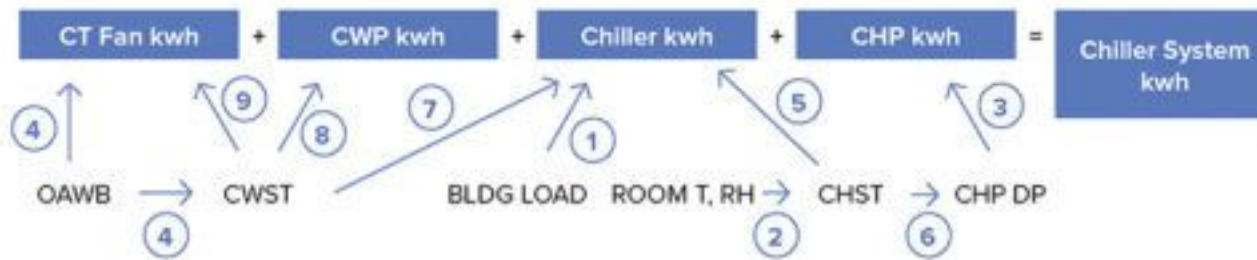 CT Fan kwh + CWP kwh + Chiller kwh + CHP kwh = Chiller System
kwh
4 9 8 7 1 5 3
OAWB CWST BLDG LOAD ROOM T, RH CHST CHP DP
4 2 6